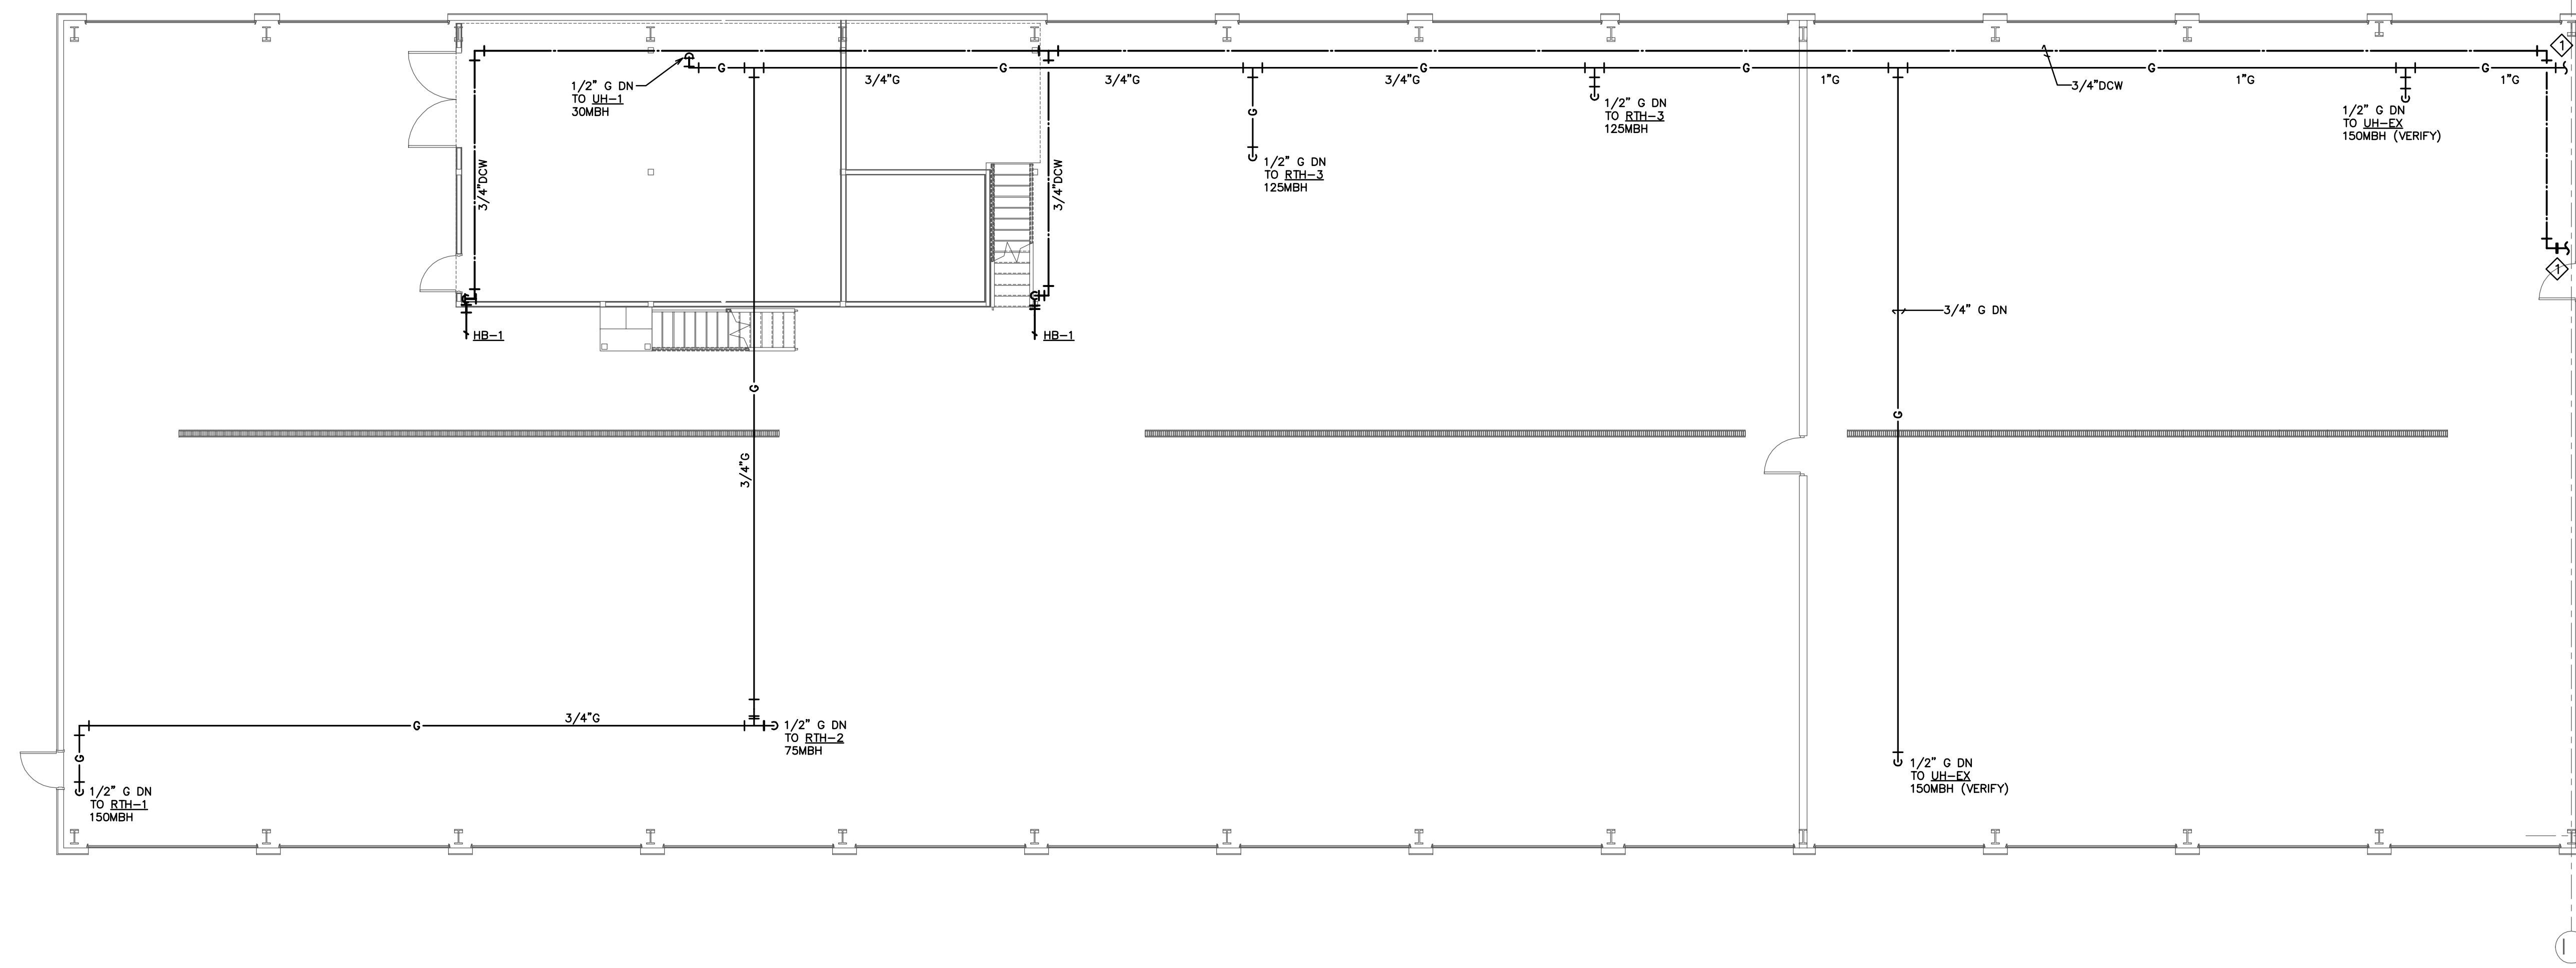 1
G
G
G
G
G
G
1/2" G DN
TO UH-1
30MBH
3/4"G
3/4"G
3/4"G
1"G
3/4"DCW
1"G
1"G
1/2" G DN
TO RTH-3
125MBH
1/2" G DN
TO UH-EX
150MBH (VERIFY)
G
1/2" G DN
TO RTH-3
125MBH
3/4"DCW
3/4"DCW
1
3/4" G DN
HB-1
HB-1
G
G
3/4"G
G
3/4"G
1/2" G DN
TO RTH-2
75MBH
G
1/2" G DN
TO RTH-1
150MBH
1/2" G DN
TO UH-EX
150MBH (VERIFY)